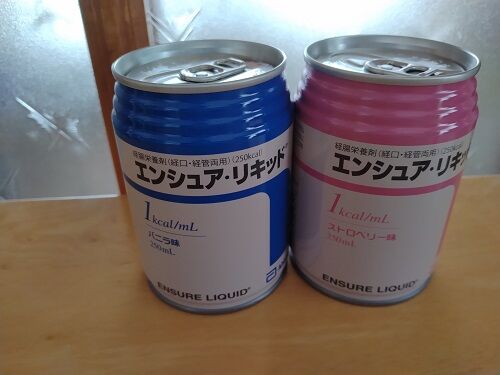 経腸栄養剤(経口・経管両用)(250kcal)
エンシュア・リキッド
1kcal/mL
バニラ味
250mL
ENSURE LIQUID®
経腸栄養剤(経口・経管両用)(250kcal)
エンシュア・リキッ
1kcal/mL
ストロベリー味
250mL
ENSURE LIQUID®